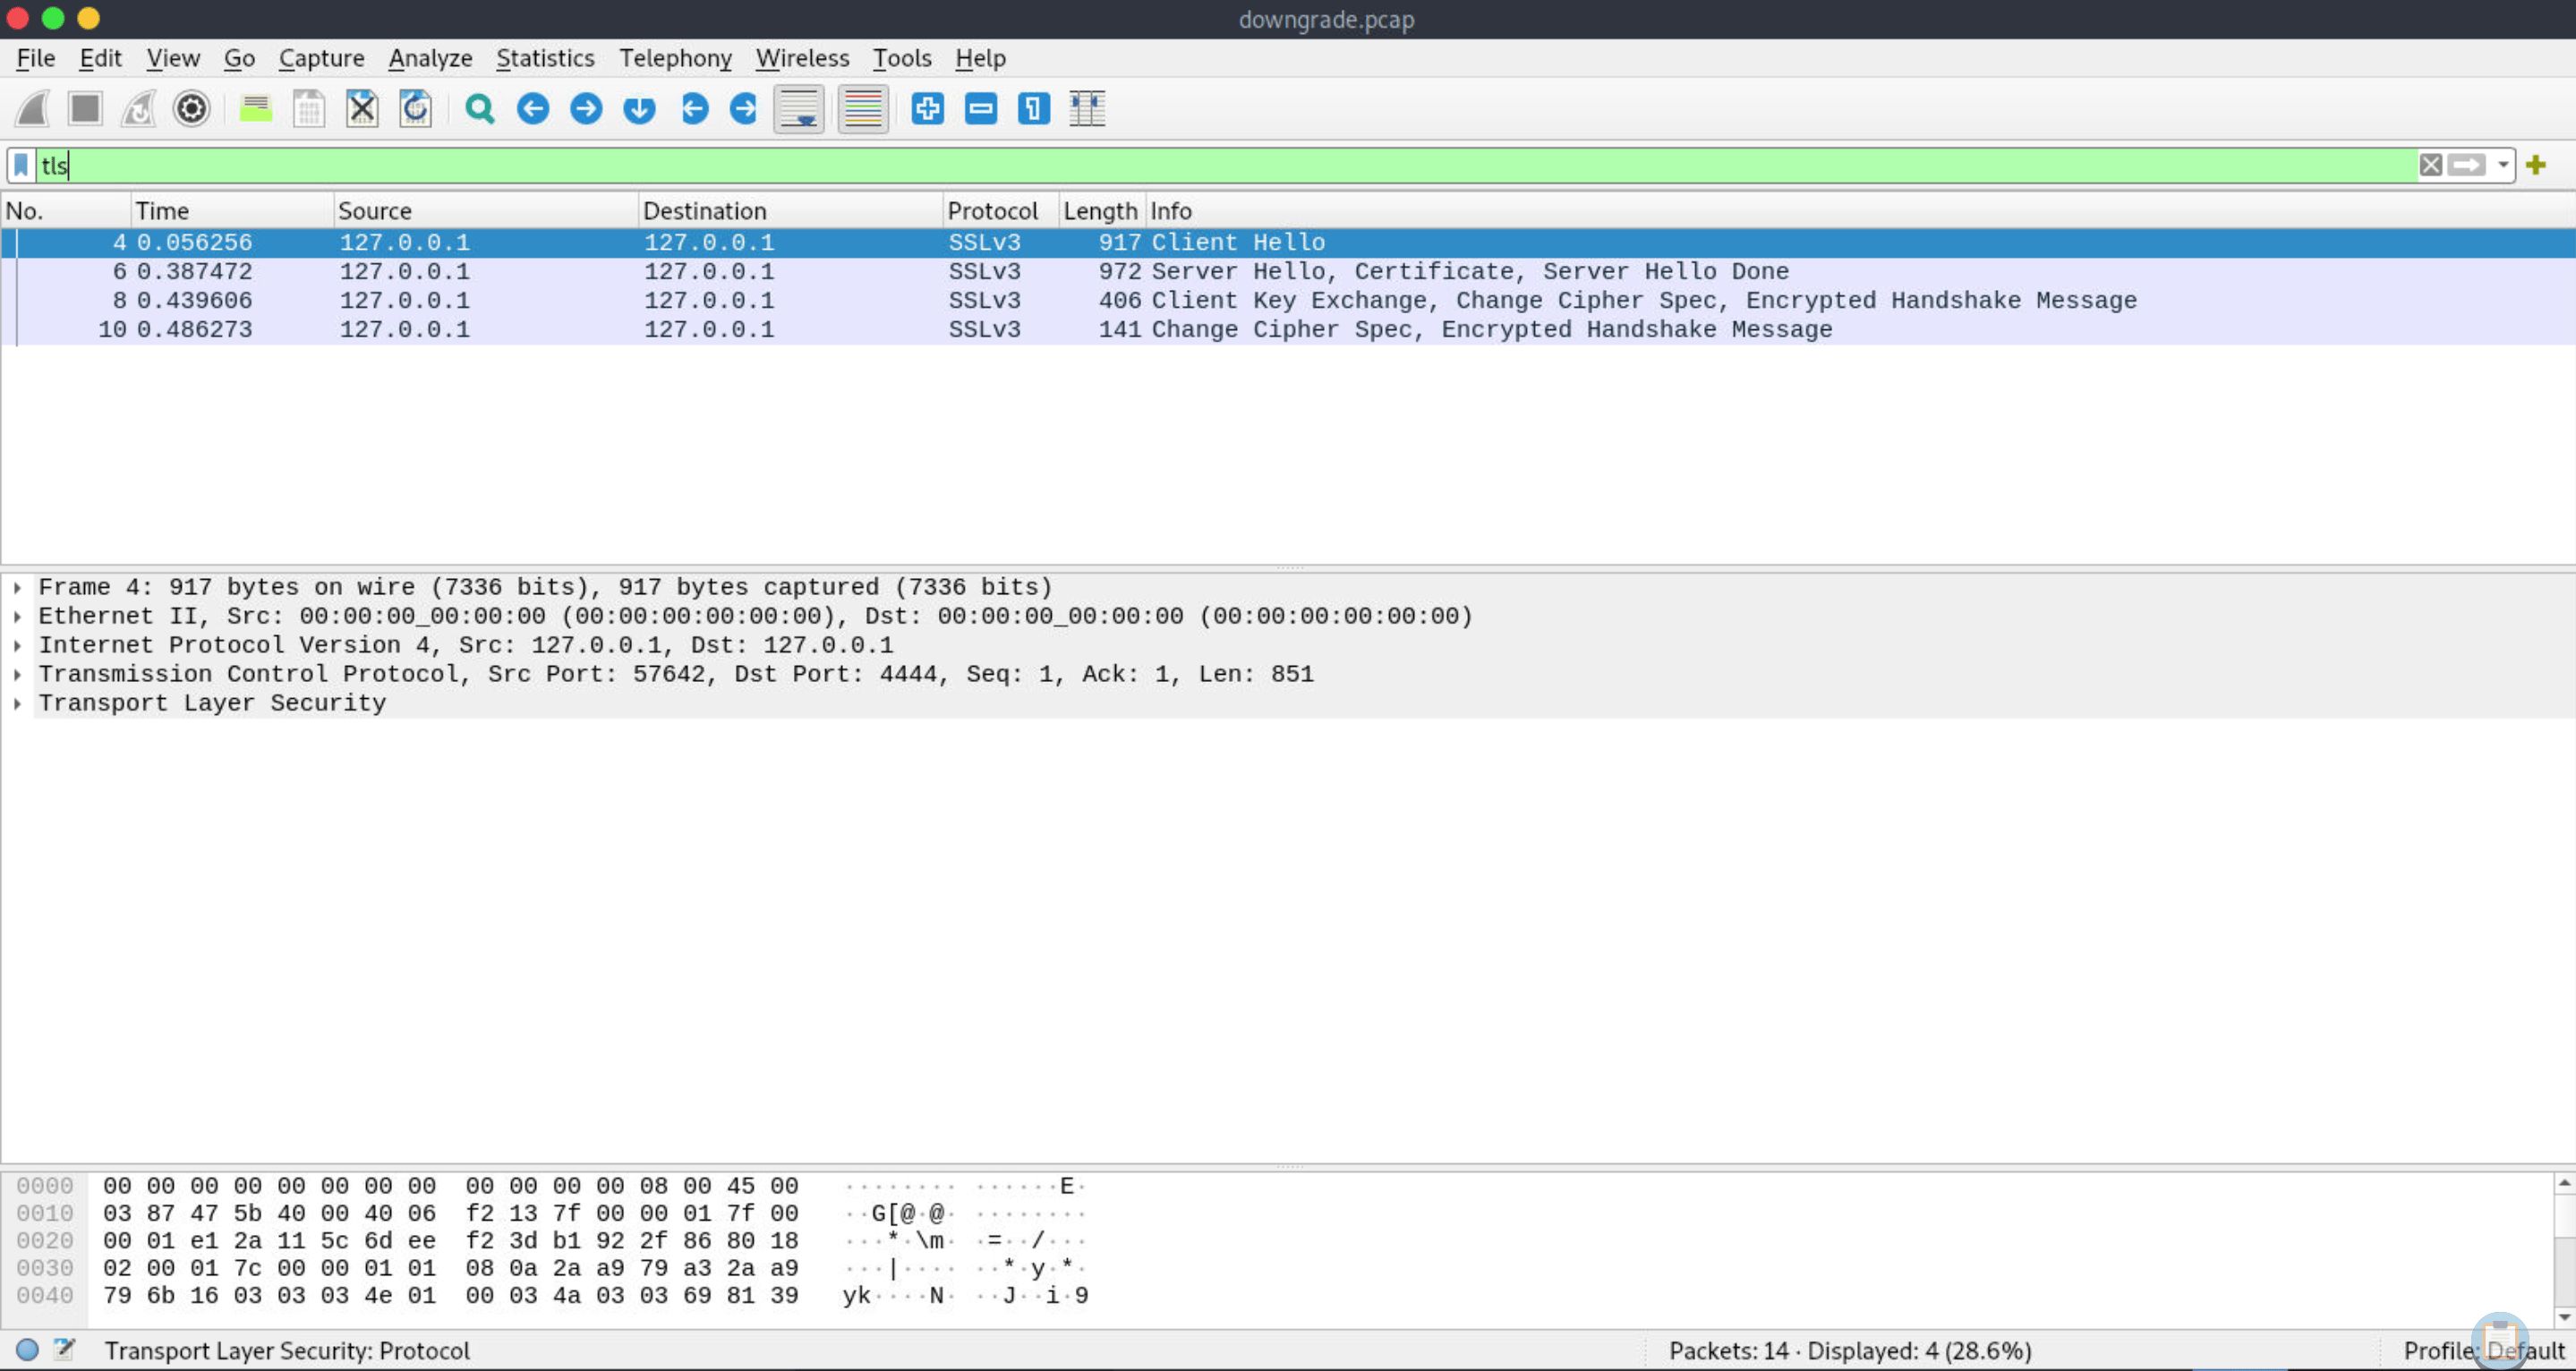 downgrade.pcap
File Edit View Go Capture Analyze Statistics Telephony Wireless Tools Help
tls
No. Time Source Destination Protocol Length Info
4 0.056256 127.0.0.1 127.0.0.1 SSLv3 917 Client Hello
6 0.387472 127.0.0.1 127.0.0.1 SSLv3 972 Server Hello, Certificate, Server Hello Done
8 0.439606 127.0.0.1 127.0.0.1 SSLv3 406 Client Key Exchange, Change Cipher Spec, Encrypted Handshake Message
10 0.486273 127.0.0.1 127.0.0.1 SSLv3 141 Change Cipher Spec, Encrypted Handshake Message
Frame 4: 917 bytes on wire (7336 bits), 917 bytes captured (7336 bits)
Ethernet II, Src: 00:00:00_00:00:00 (00:00:00:00:00:00), Dst: 00:00:00_00:00:00 (00:00:00:00:00:00)
Internet Protocol Version 4, Src: 127.0.0.1, Dst: 127.0.0.1
Transmission Control Protocol, Src Port: 57642, Dst Port: 4444, Seq: 1, Ack: 1, Len: 851
Transport Layer Security
0000 00 00 00 00 00 00 00 00 00 00 00 00 08 00 45 00 ········ ······E·
0010 03 87 47 5b 40 00 40 06 f2 13 7f 00 00 01 7f 00 ··G[@·@· ········
0020 00 01 e1 2a 11 5c 6d ee f2 3d b1 92 2f 86 80 18 ···*·\m· ·=··/···
0030 02 00 01 7c 00 00 01 01 08 0a 2a a9 79 a3 2a a9 ···|···· ··*·y·*·
0040 79 6b 16 03 03 03 4e 01 00 03 4a 03 03 69 81 39 yk····N· ··J··i·9
Transport Layer Security: Protocol Packets: 14 · Displayed: 4 (28.6%) Profile: Default